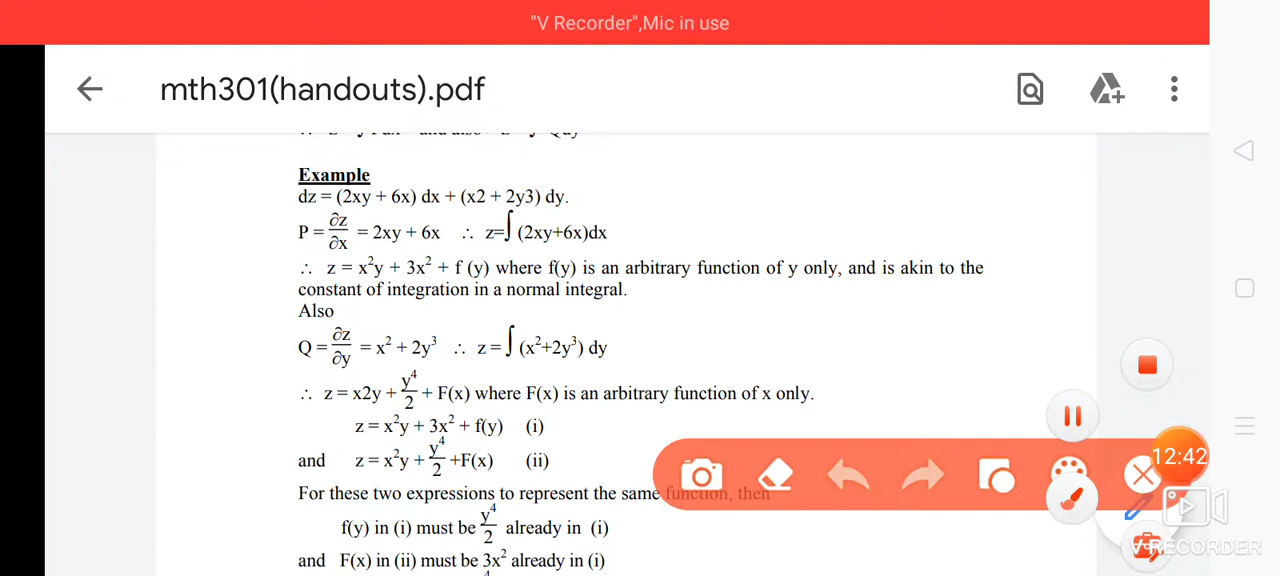 "V Recorder",Mic in use
mth301(handouts).pdf
Example
dz = (2xy + 6x) dx + (x2 + 2y3) dy.
P = ∂z/∂x = 2xy + 6x ∴ z=∫ (2xy+6x)dx
∴ z = x²y + 3x² + f (y) where f(y) is an arbitrary function of y only, and is akin to the
constant of integration in a normal integral.
Also
Q = ∂z/∂y = x² + 2y³ ∴ z = ∫ (x²+2y³) dy
∴ z = x2y + y⁴/2 + F(x) where F(x) is an arbitrary function of x only.
z = x²y + 3x² + f(y) (i)
and z = x²y + y⁴/2 +F(x) (ii)
12:42
For these two expressions to represent the same function, then
f(y) in (i) must be y⁴/2 already in (i)
and F(x) in (ii) must be 3x² already in (i)
V-RECORDER